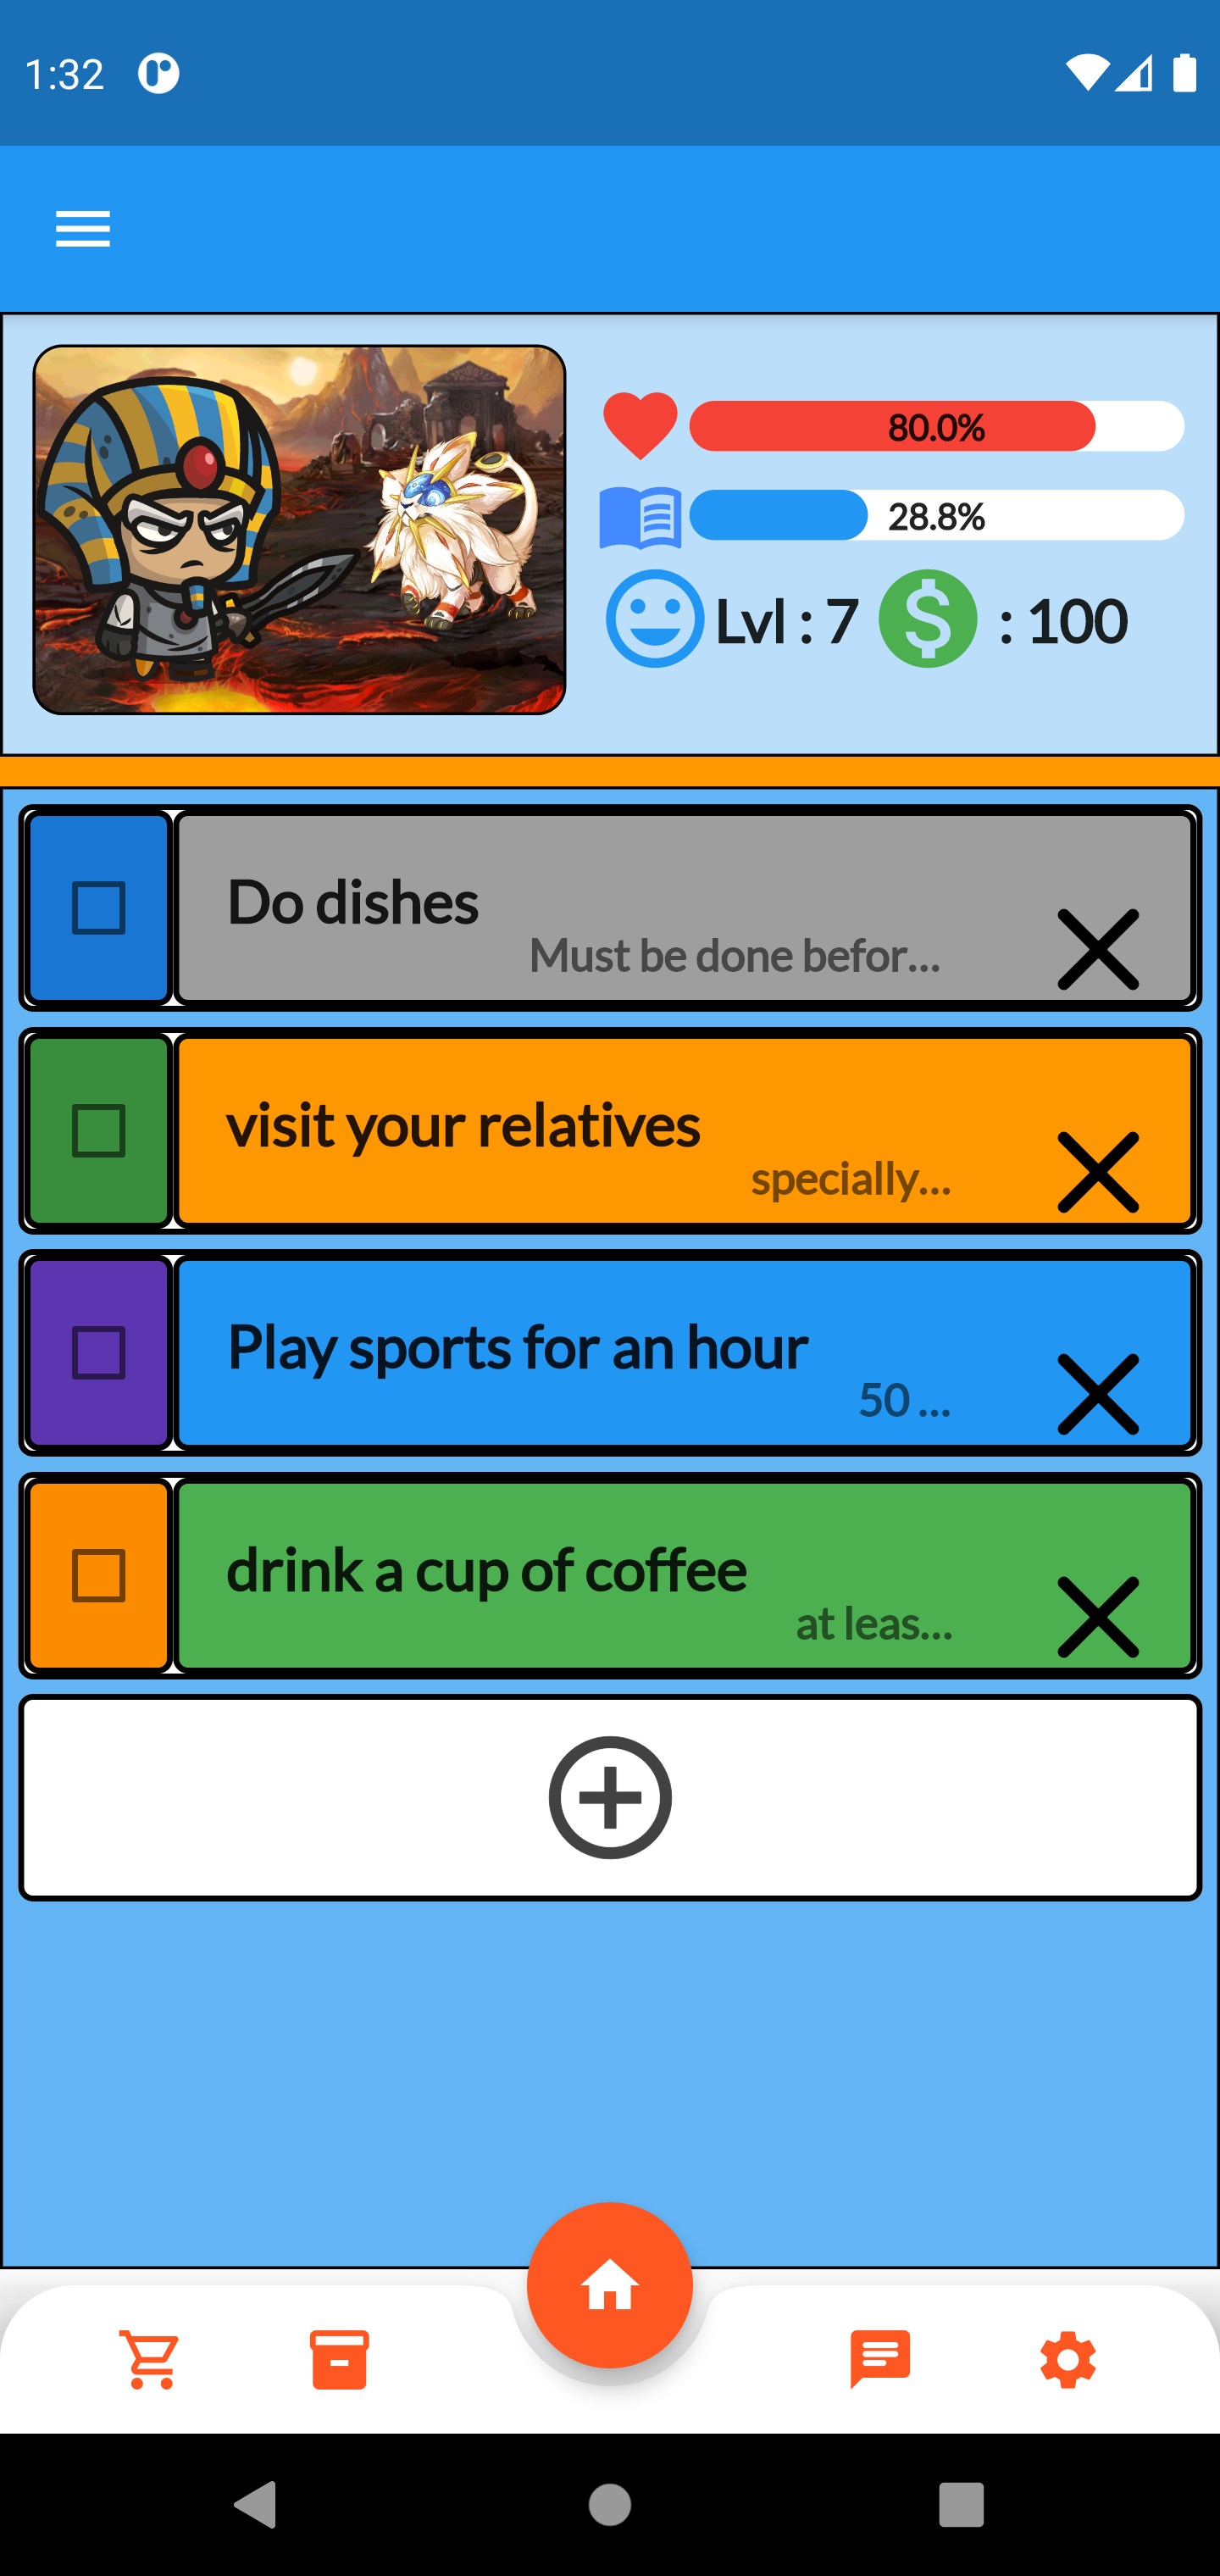 1:32
80.0%
28.8%
Lvl : 7 : 100
Do dishes
Must be done befor...
visit your relatives
specially...
Play sports for an hour
50 ...
drink a cup of coffee
at leas...